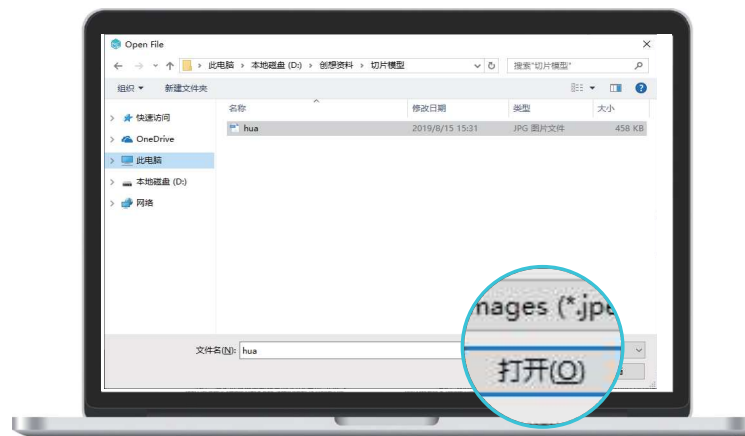 Open File
此电脑 > 本地磁盘 (D:) > 创想资料 > 切片模型
搜索"切片模型"
组织 新建文件夹
名称 修改日期 类型 大小
快速访问
hua 2019/8/15 15:31 JPG 图片文件 458 KB
OneDrive
此电脑
本地磁盘 (D:)
网络
mages (*.jpe
文件名(N): hua
打开(O)